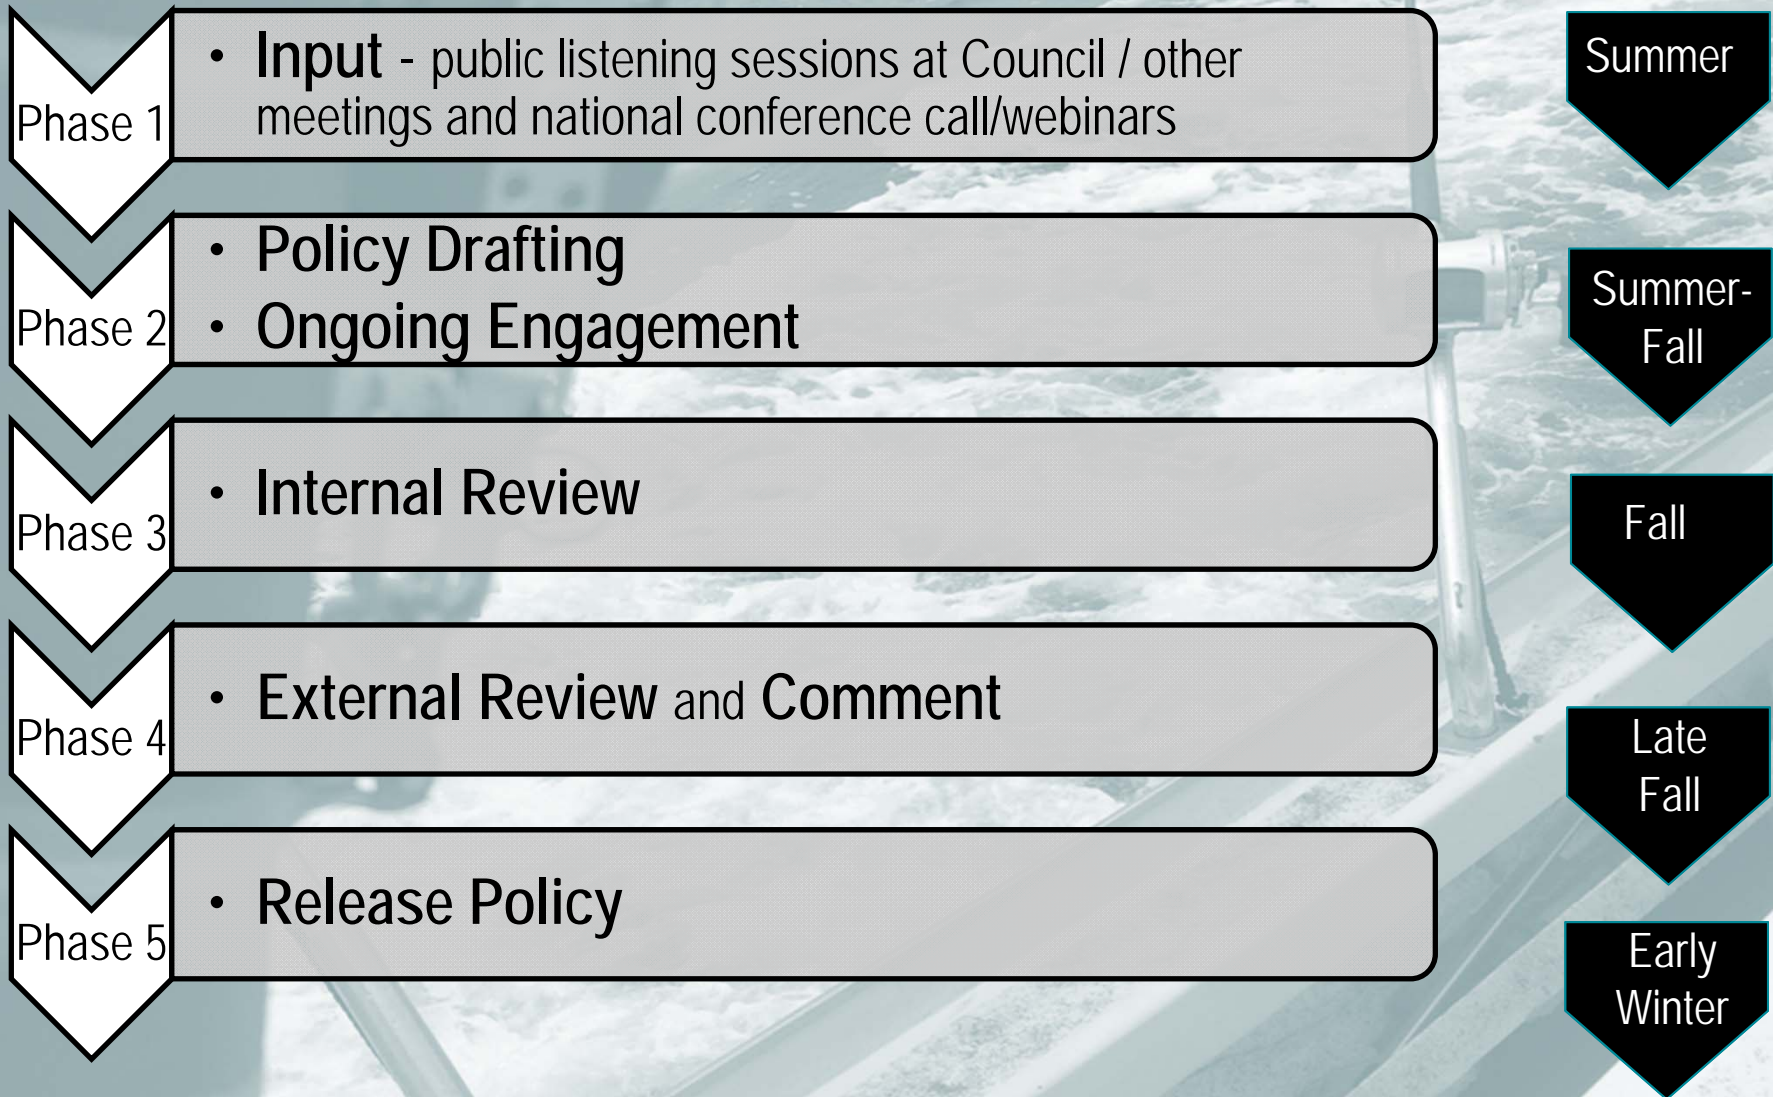 Phase 1
• Input - public listening sessions at Council / other
meetings and national conference call/webinars
Summer
Phase 2
• Policy Drafting
• Ongoing Engagement
Summer-
Fall
Phase 3
• Internal Review
Fall
Phase 4
• External Review and Comment
Late
Fall
Phase 5
• Release Policy
Early
Winter